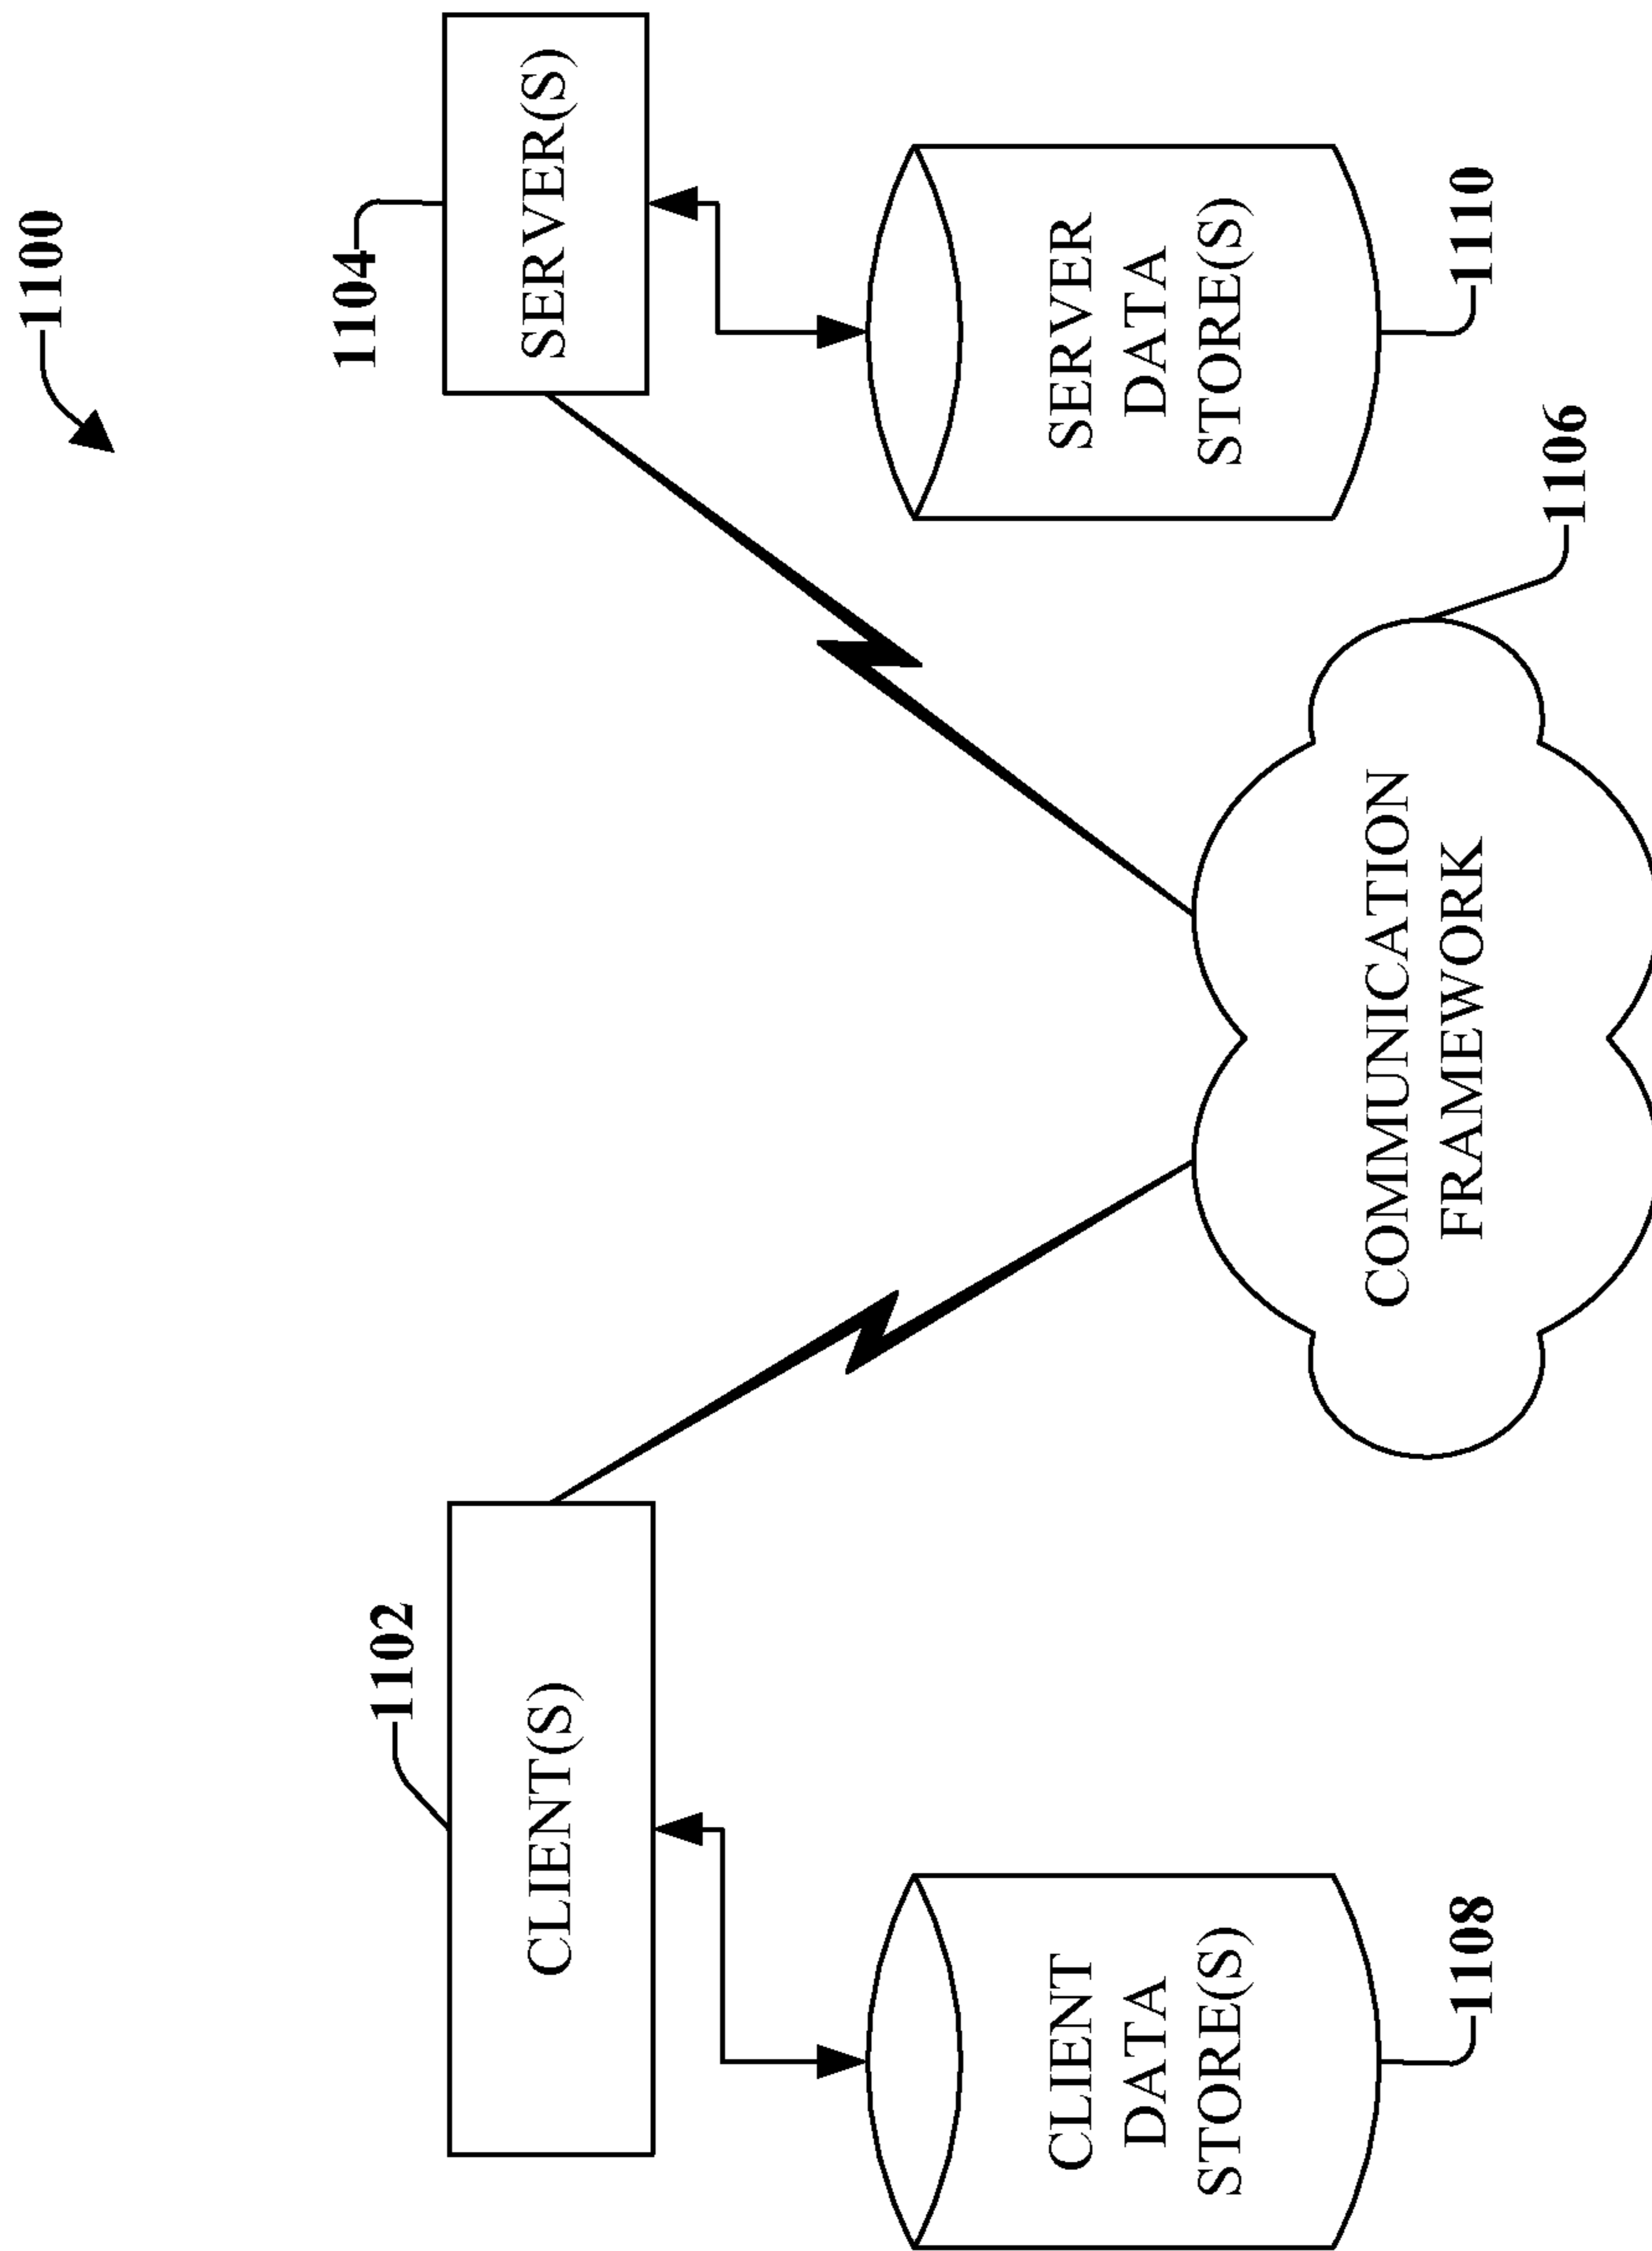 1100
1102
1104
CLIENT(S)
SERVER(S)
CLIENT
DATA
STORE(S)
SERVER
DATA
STORE(S)
COMMUNICATION
FRAMEWORK
1108
1110
1106